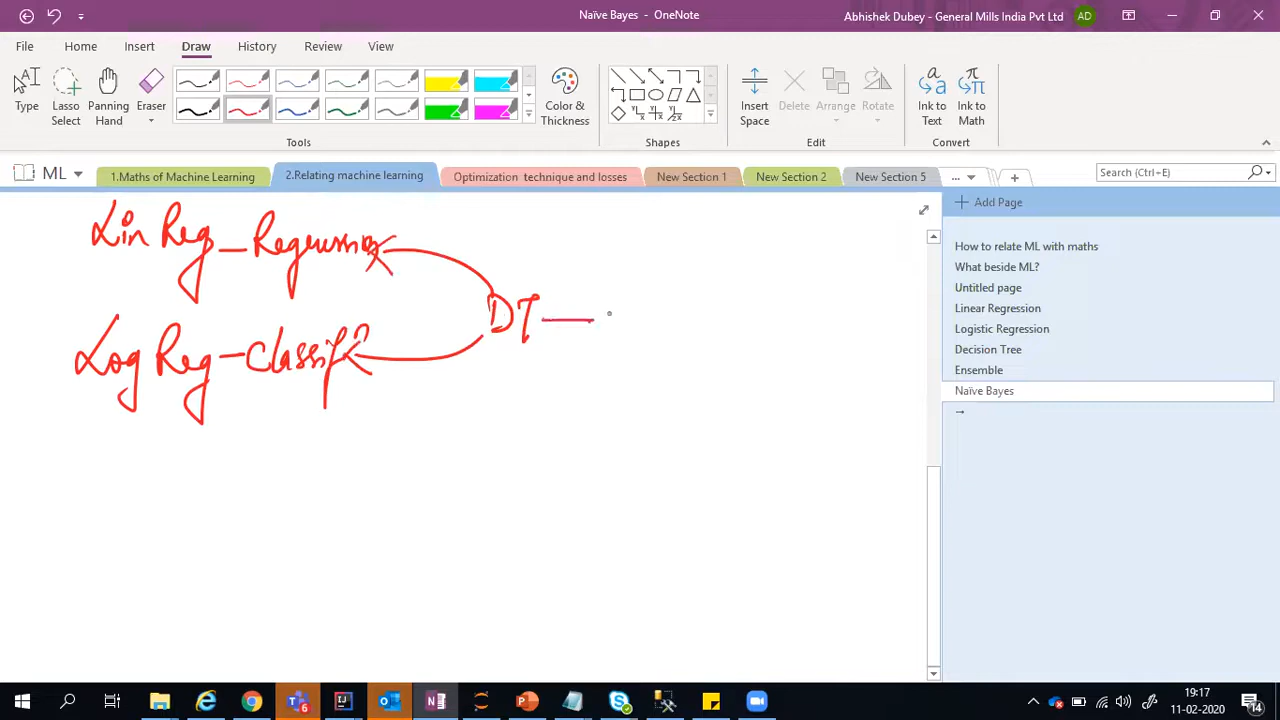 Naïve Bayes - OneNote
Abhishek Dubey - General Mills India Pvt Ltd AD
File Home Insert Draw History Review View
Type
Lasso Select
Panning Hand
Eraser
Color & Thickness
Insert Space
Delete
Arrange
Rotate
Ink to Text
Ink to Math
Tools
Shapes
Edit
Convert
ML 1.Maths of Machine Learning 2.Relating machine learning Optimization technique and losses New Section 1 New Section 2 New Section 5 ... Search (Ctrl+E)
Add Page
How to relate ML with maths
What beside ML?
Untitled page
Linear Regression
Logistic Regression
Decision Tree
Ensemble
Naïve Bayes
→
Lin Reg - Regression
DT
Log Reg - Classif
19:17
11-02-2020
14
6